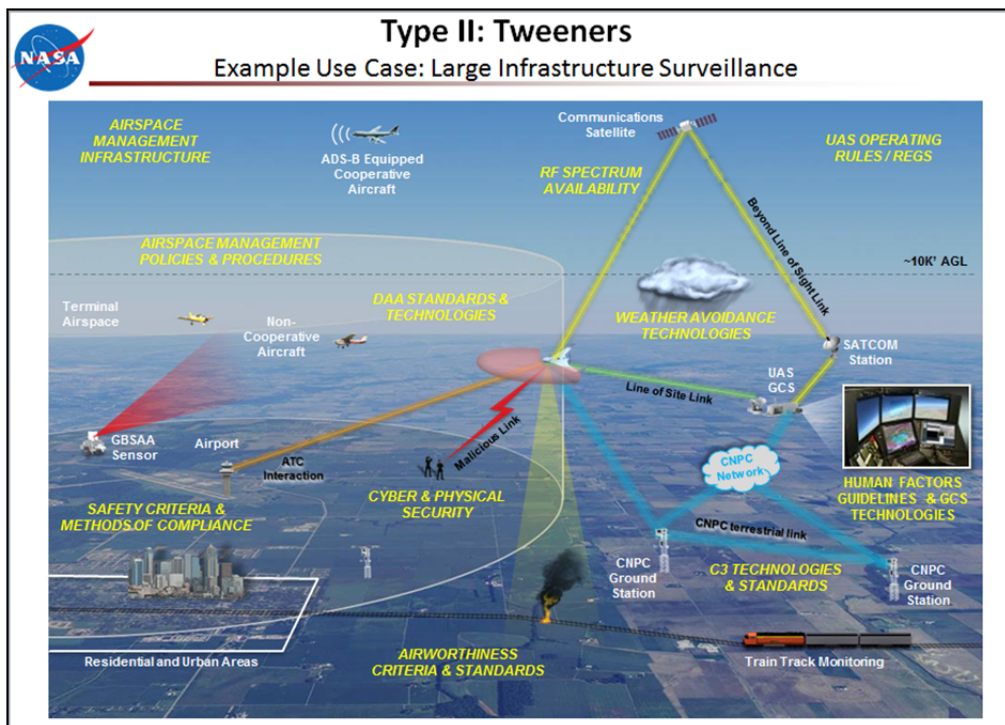 NASA
Type II: Tweeners
Example Use Case: Large Infrastructure Surveillance
AIRSPACE
MANAGEMENT
INFRASTRUCTURE
ADS-B Equipped
Cooperative
Aircraft
Communications
Satellite
UAS OPERATING
RULES / REGS
RF SPECTRUM
AVAILABILITY
Beyond Line of Sight Link
AIRSPACE MANAGEMENT
POLICIES & PROCEDURES
~10K' AGL
DAA STANDARDS &
TECHNOLOGIES
Terminal
Airspace
Non-
Cooperative
Aircraft
WEATHER AVOIDANCE
TECHNOLOGIES
SATCOM
Station
UAS
GCS
Line of Site Link
GBSAA
Sensor
Airport
ATC
Interaction
Malicious Link
CNPC
Network
HUMAN FACTORS
GUIDELINES & GCS
TECHNOLOGIES
CYBER & PHYSICAL
SECURITY
SAFETY CRITERIA &
METHODS OF COMPLIANCE
CNPC terrestrial link
CNPC
Ground
Station
C3 TECHNOLOGIES
& STANDARDS
CNPC
Ground
Station
Residential and Urban Areas
AIRWORTHINESS
CRITERIA & STANDARDS
Train Track Monitoring